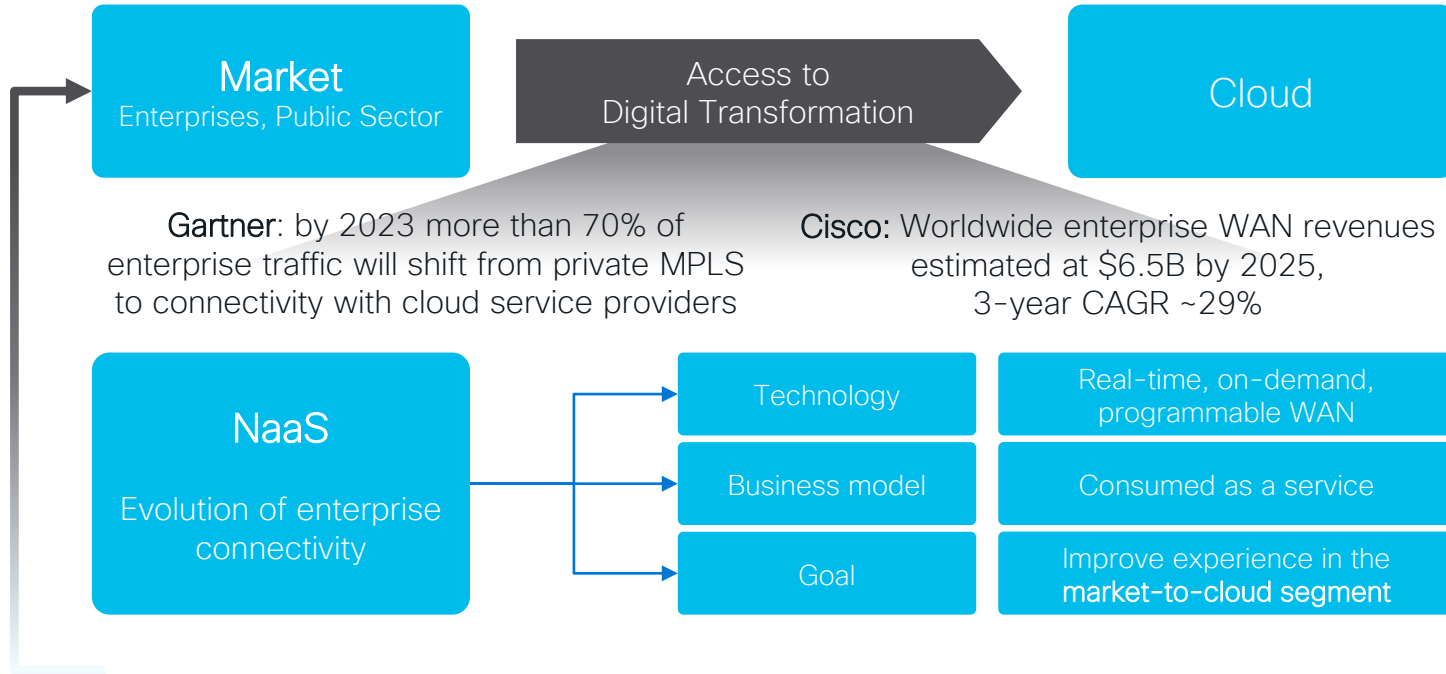 Market
Enterprises, Public Sector
Access to
Digital Transformation
Cloud
Gartner: by 2023 more than 70% of
enterprise traffic will shift from private MPLS
to connectivity with cloud service providers
Cisco: Worldwide enterprise WAN revenues
estimated at $6.5B by 2025,
3-year CAGR ~29%
NaaS
Evolution of enterprise
connectivity
Technology
Real-time, on-demand,
programmable WAN
Business model
Consumed as a service
Goal
Improve experience in the
market-to-cloud segment